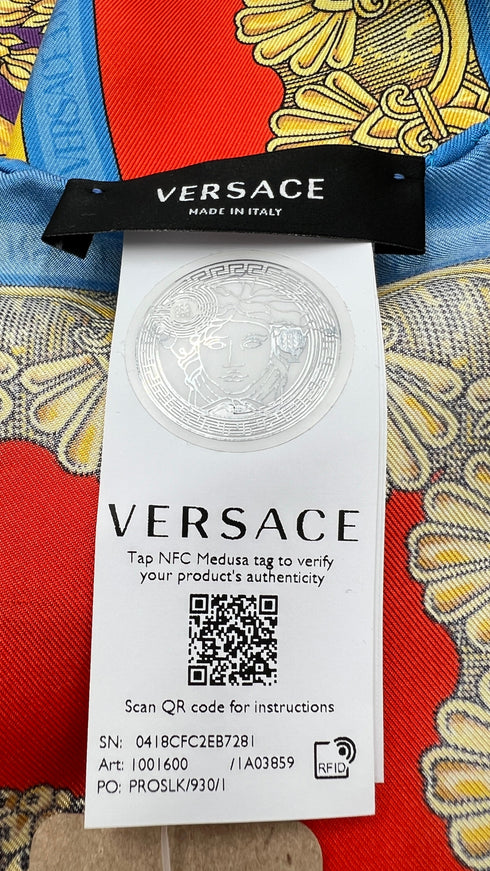 VERSACE
MADE IN ITALY
VERSACE
Tap NFC Medusa tag to verify
your product's authenticity
Scan QR code for instructions
SN: 0418CFC2EB7281
Art: 1001600 /1A03859
PO: PROSLK/930/1
RFID